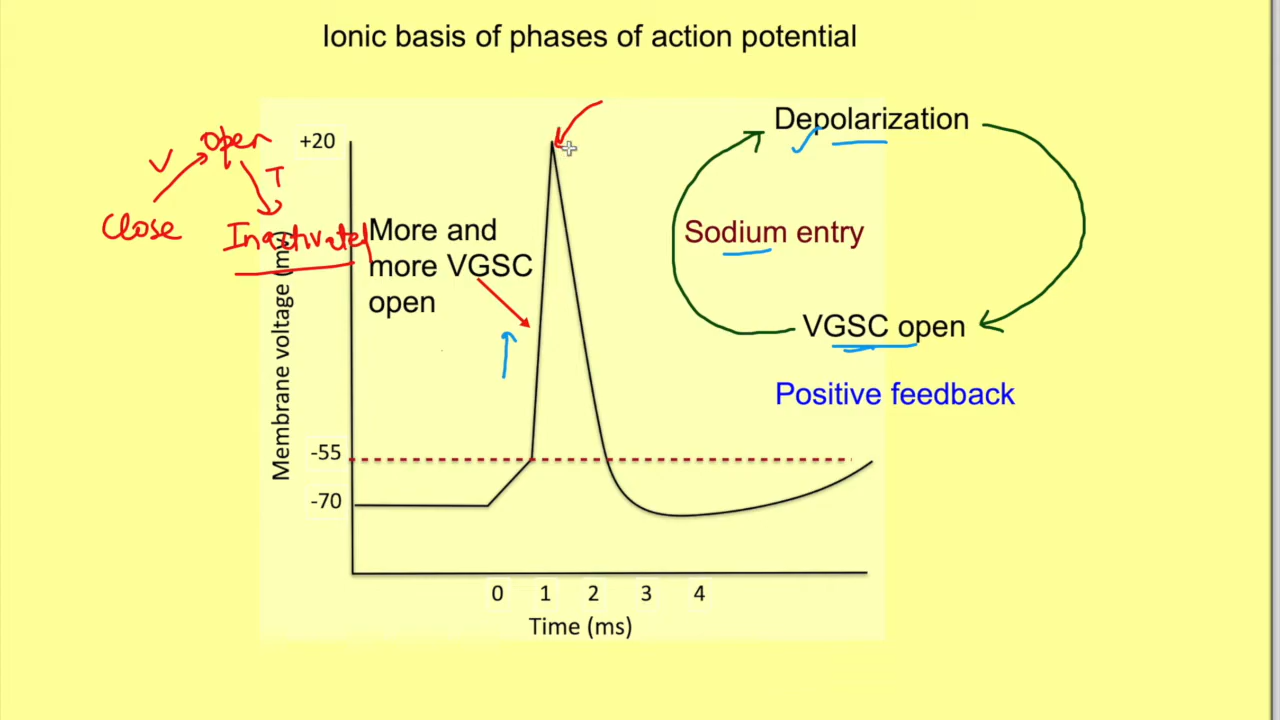 Ionic basis of phases of action potential
+20
-55
-70
Membrane voltage (mv)
Open
V
T
Close
Inactivated
More and
more VGSC
open
Depolarization
Sodium entry
VGSC open
Positive feedback
0 1 2 3 4
Time (ms)